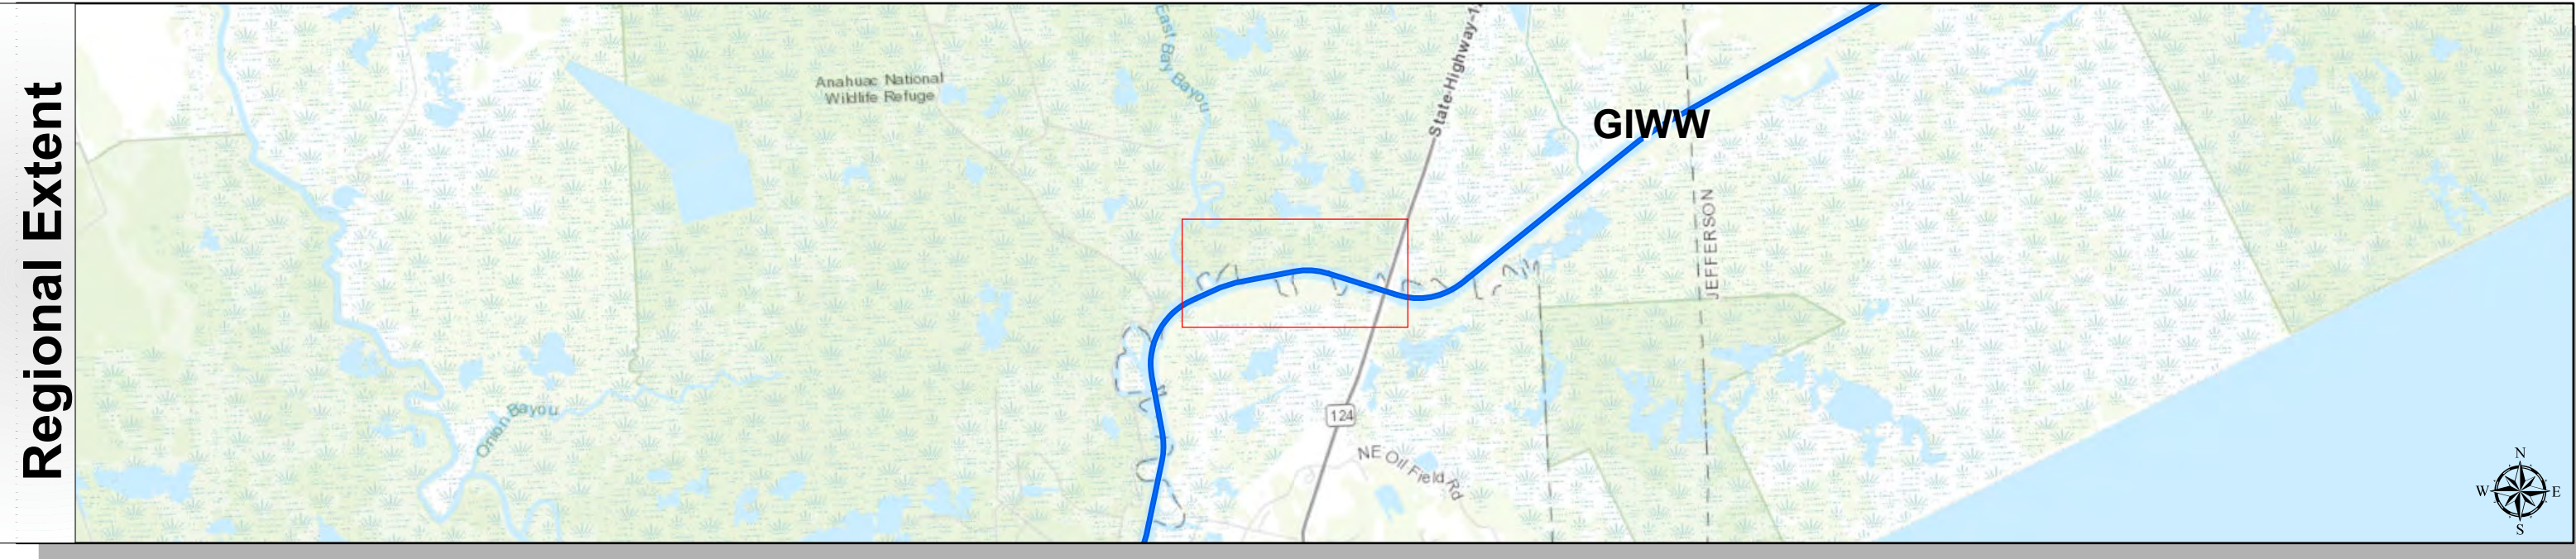 Regional Extent
Anahuac National
Wildlife Refuge
East Bay Bayou
State-Highway-1
GIWW
JEFFERSON
Onion Bayou
124
NE Oil Field Rd
N
W
E
S